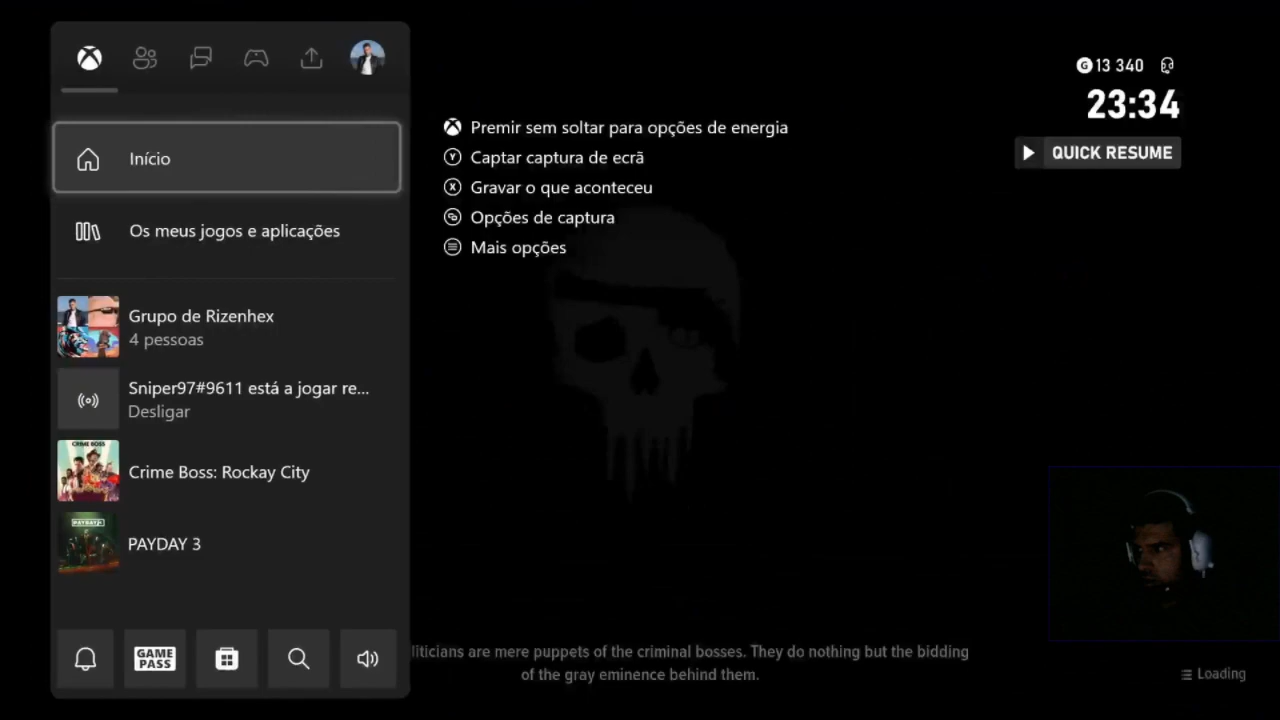 G 13 340
23:34
QUICK RESUME
Início
Os meus jogos e aplicações
Grupo de Rizenhex
4 pessoas
Sniper97#9611 está a jogar re...
Desligar
CRIME BOSS
Crime Boss: Rockay City
PAYDAY 3
PAYDAY 3
GAME
PASS
Premir sem soltar para opções de energia
Y Captar captura de ecrã
X Gravar o que aconteceu
Opções de captura
Mais opções
liticians are mere puppets of the criminal bosses. They do nothing but the bidding
of the gray eminence behind them.
Loading